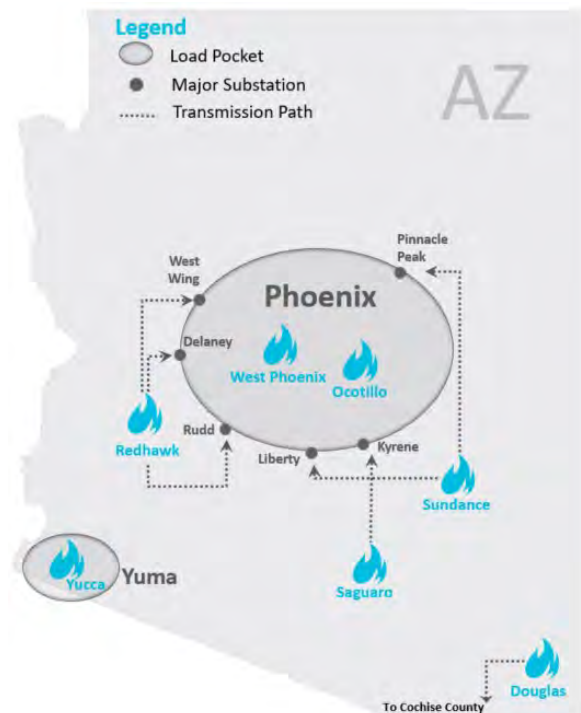 Legend
Load Pocket
Major Substation
Transmission Path
AZ
Pinnacle
Peak
West
Wing
Phoenix
Delaney
West Phoenix
Ocotillo
Rudd
Redhawk
Liberty
Kyrene
Sundance
Yucca
Yuma
Saguaro
Douglas
To Cochise County